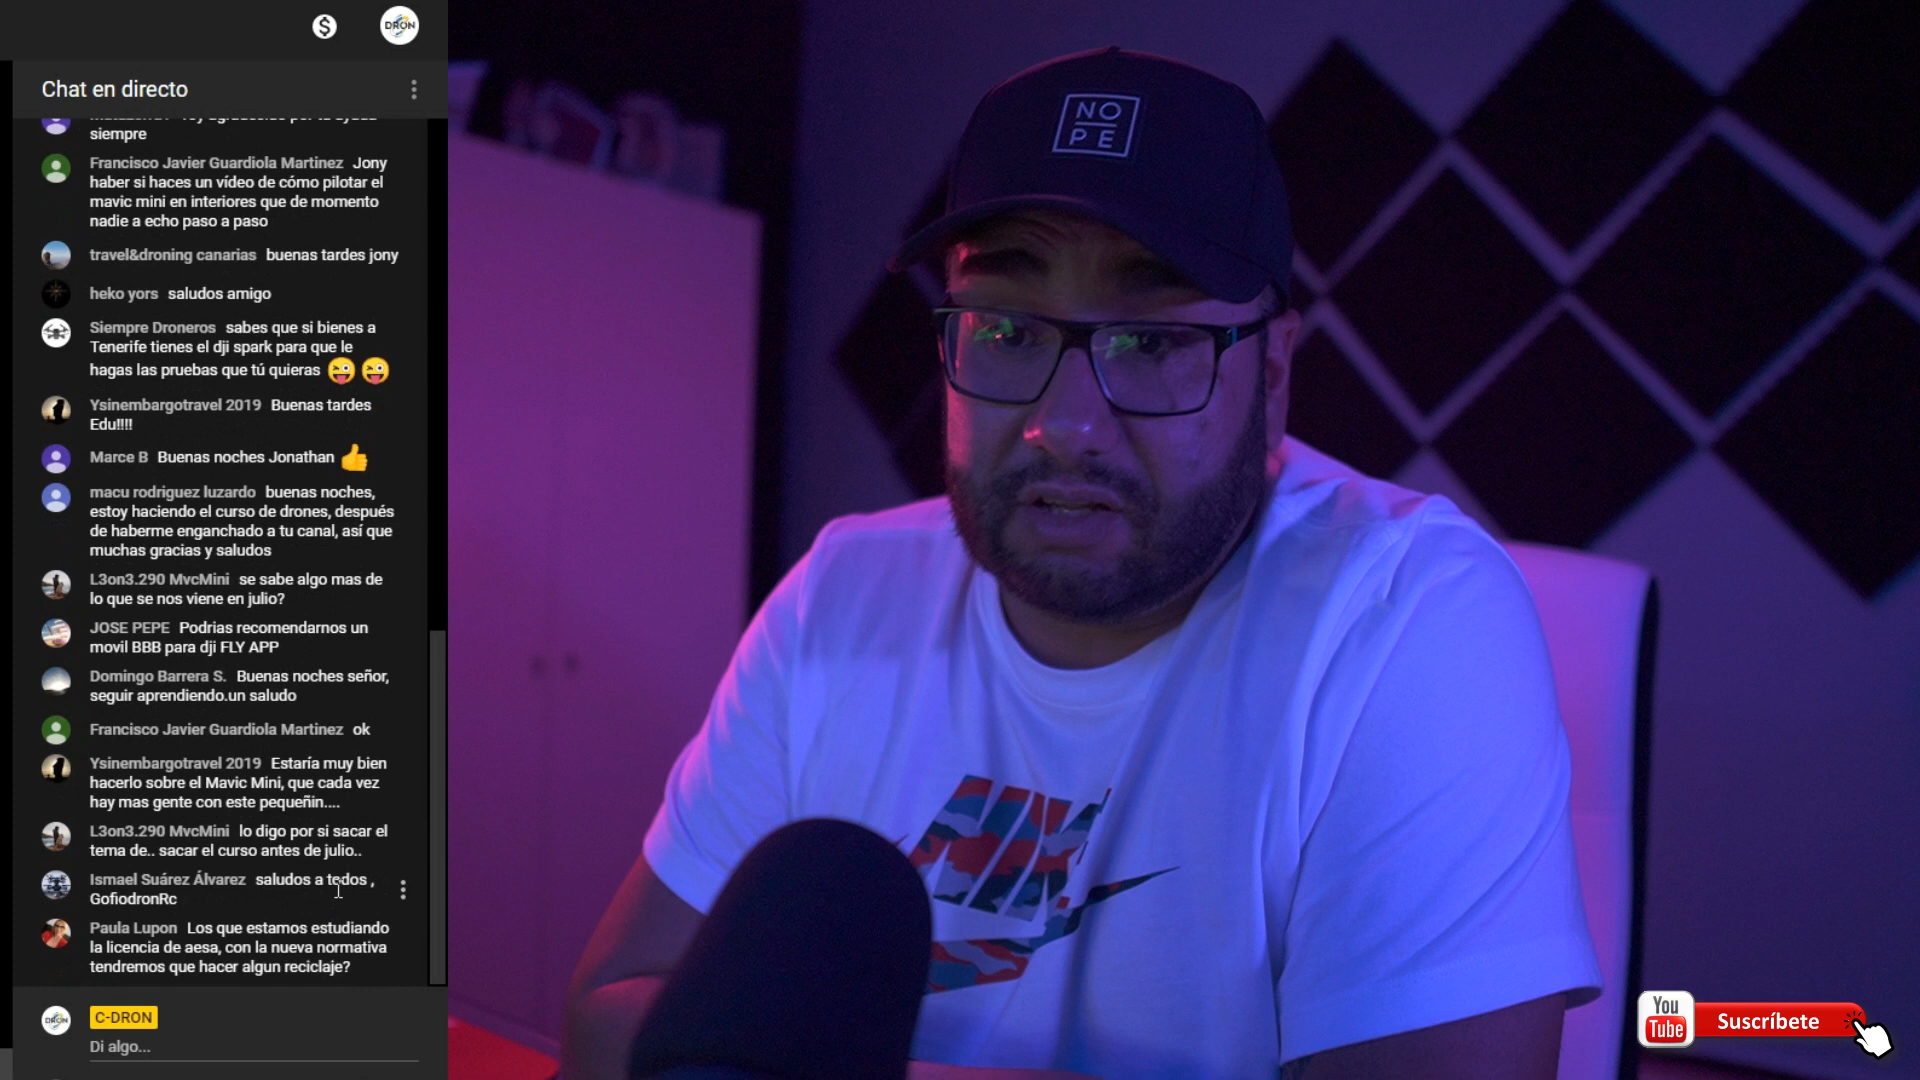 DRON
Chat en directo
siempre
Francisco Javier Guardiola Martinez Jony
haber si haces un vídeo de cómo pilotar el
mavic mini en interiores que de momento
nadie a echo paso a paso
travel&droning canarias buenas tardes jony
heko yors saludos amigo
Siempre Droneros sabes que si bienes a
Tenerife tienes el dji spark para que le
hagas las pruebas que tú quieras
Ysinembargotravel 2019 Buenas tardes
Edu!!!!
Marce B Buenas noches Jonathan
macu rodriguez luzardo buenas noches,
estoy haciendo el curso de drones, después
de haberme enganchado a tu canal, así que
muchas gracias y saludos
L3on3.290 MvcMini se sabe algo mas de
lo que se nos viene en julio?
JOSE PEPE Podrias recomendarnos un
movil BBB para dji FLY APP
Domingo Barrera S. Buenas noches señor,
seguir aprendiendo.un saludo
Francisco Javier Guardiola Martinez ok
Ysinembargotravel 2019 Estaría muy bien
hacerlo sobre el Mavic Mini, que cada vez
hay mas gente con este pequeñin....
L3on3.290 MvcMini lo digo por si sacar el
tema de.. sacar el curso antes de julio..
Ismael Suárez Álvarez saludos a todos ,
GofiodronRc
Paula Lupon Los que estamos estudiando
la licencia de aesa, con la nueva normativa
tendremos que hacer algun reciclaje?
DRON
C-DRON
Di algo...
NO
PE
You
Tube
Suscríbete